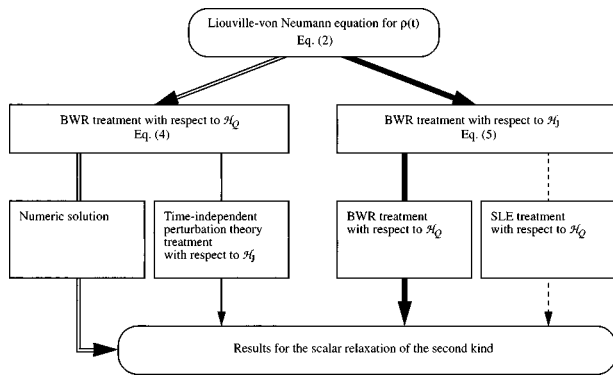 Liouville-von Neumann equation for ρ(t)
Eq. (2)
BWR treatment with respect to ℋQ
Eq. (4)
BWR treatment with respect to ℋJ
Eq. (5)
Numeric solution
Time-independent
perturbation theory
treatment
with respect to ℋJ
BWR treatment
with respect to ℋQ
SLE treatment
with respect to ℋQ
Results for the scalar relaxation of the second kind